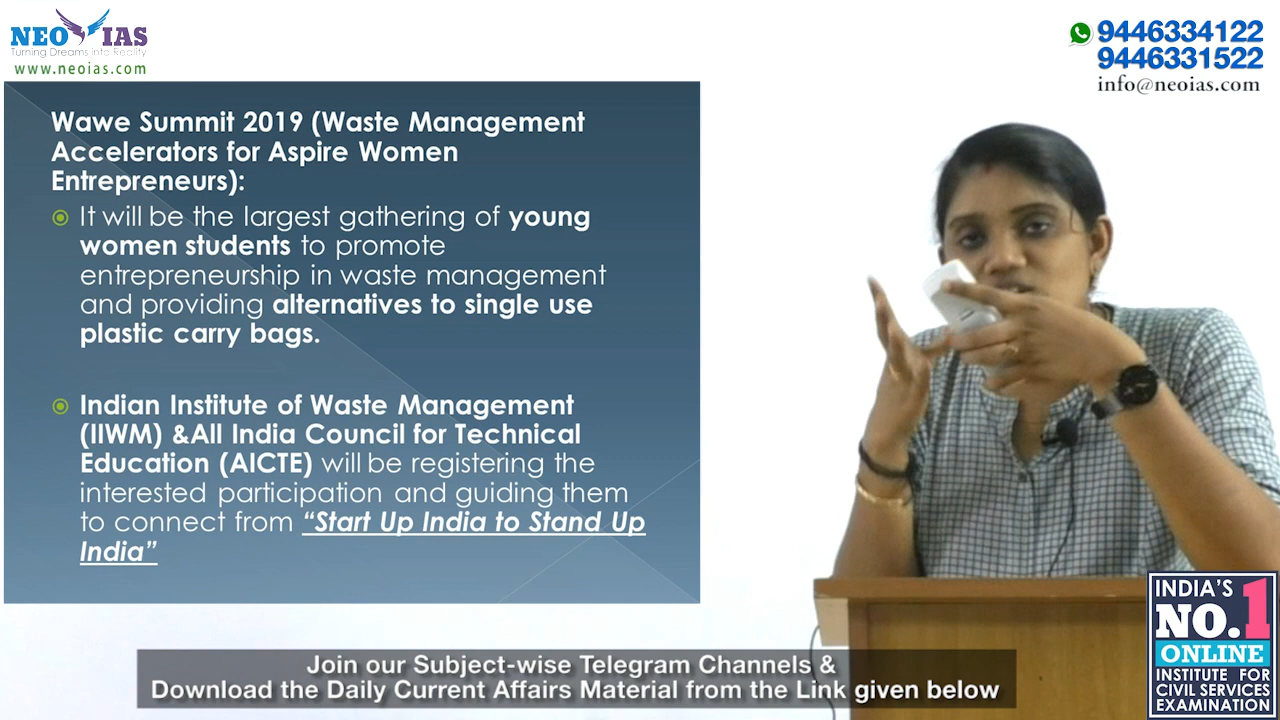 NEO IAS
Turning Dreams into Reality
www.neoias.com
9446334122
9446331522
info@neoias.com
Wawe Summit 2019 (Waste Management
Accelerators for Aspire Women
Entrepreneurs):
It will be the largest gathering of young
women students to promote
entrepreneurship in waste management
and providing alternatives to single use
plastic carry bags.
Indian Institute of Waste Management
(IIWM) &All India Council for Technical
Education (AICTE) will be registering the
interested participation and guiding them
to connect from “Start Up India to Stand Up
India”
INDIA'S
NO.1
ONLINE
INSTITUTE FOR
CIVIL SERVICES
EXAMINATION
Join our Subject-wise Telegram Channels &
Download the Daily Current Affairs Material from the Link given below